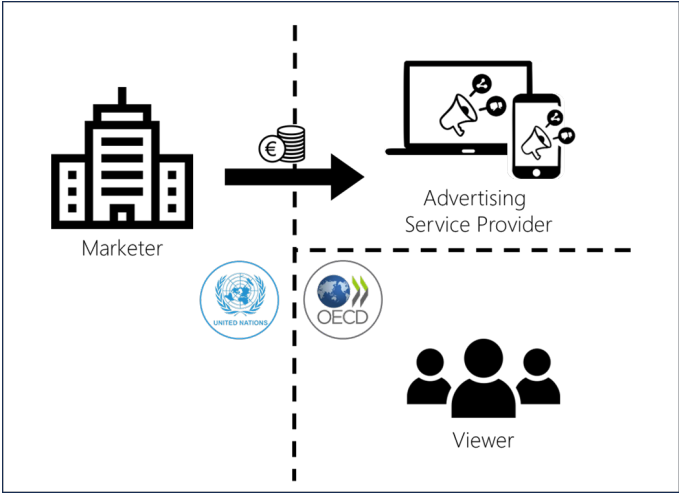 €
Advertising
Service Provider
Marketer
UNITED NATIONS
OECD
Viewer